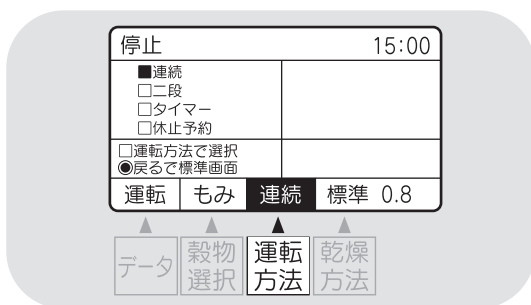 停止 15:00
■連続
□二段
□タイマー
□休止予約
□運転方法で選択
◉戻るで標準画面
運転 もみ 連続 標準 0.8
データ 穀物選択 運転方法 乾燥方法